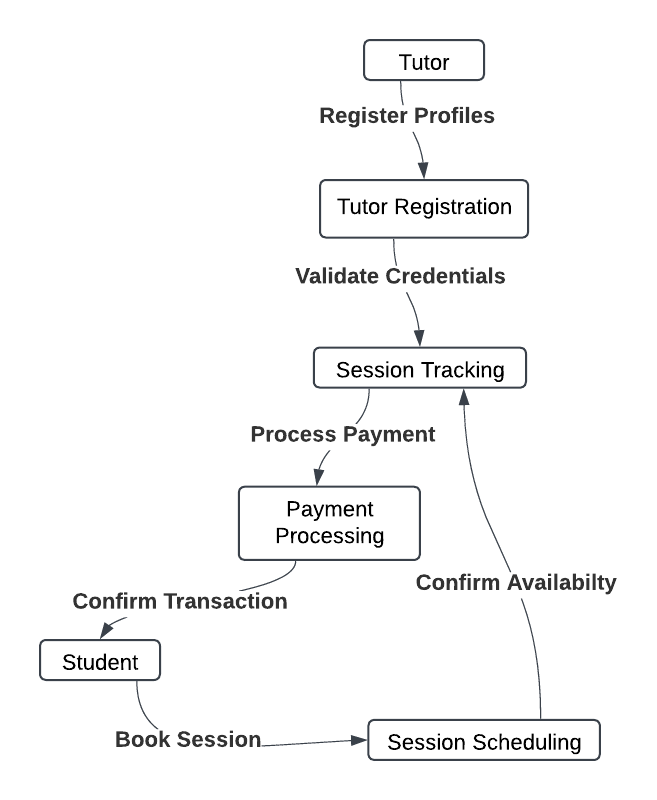 Tutor
Register Profiles
Tutor Registration
Validate Credentials
Session Tracking
Process Payment
Payment
Processing
Confirm Availabilty
Confirm Transaction
Student
Book Session
Session Scheduling